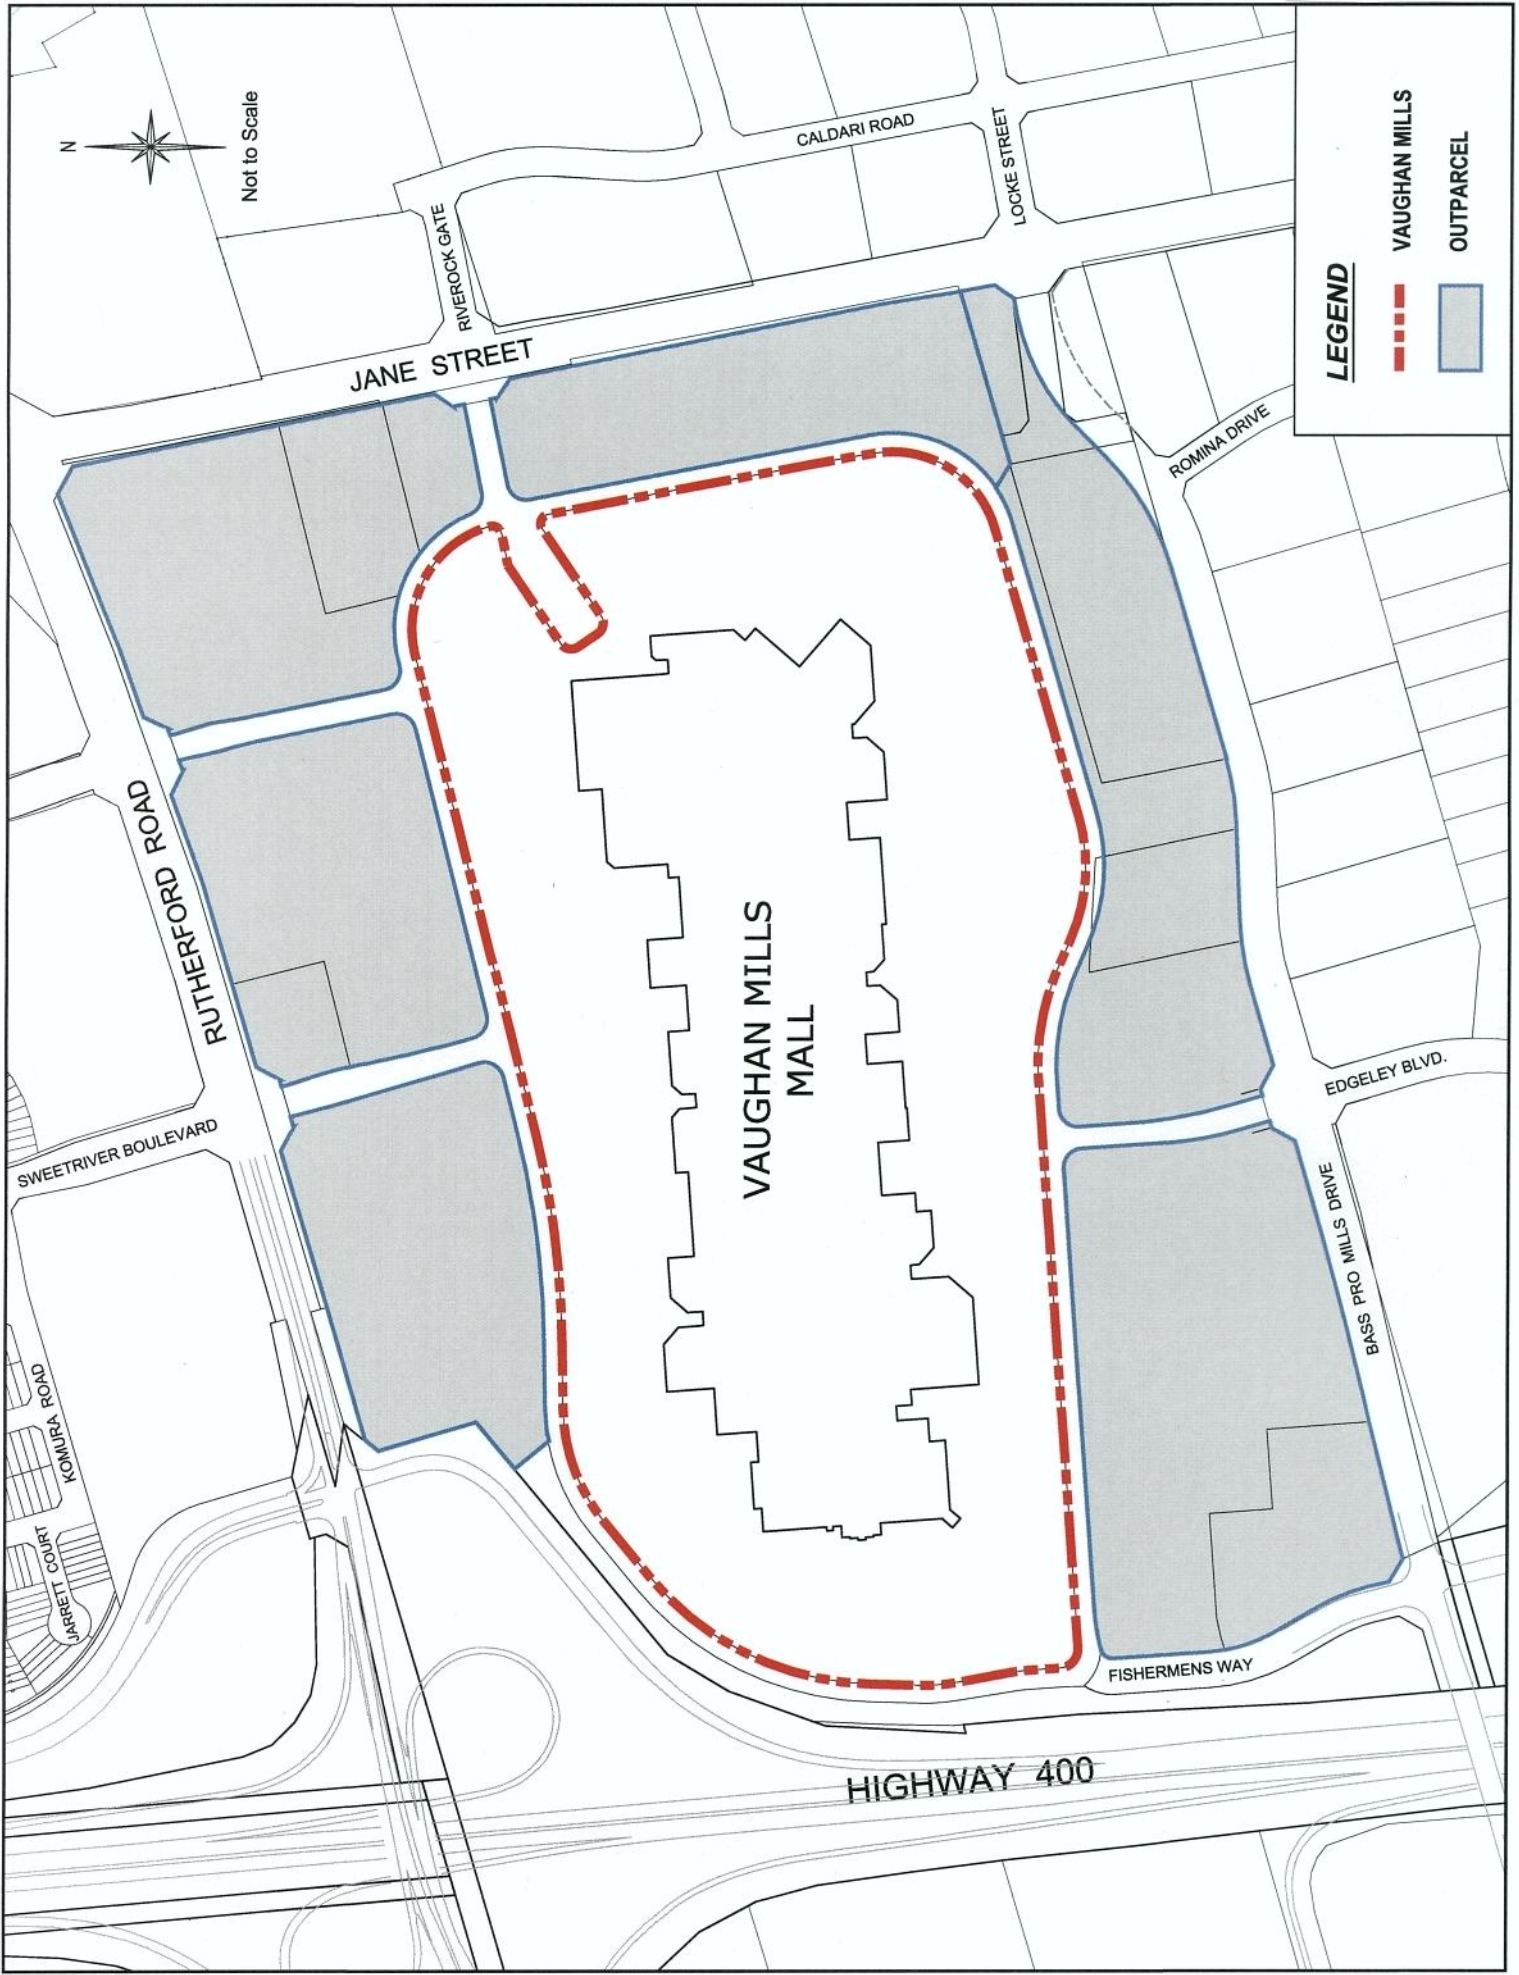 N
Not to Scale
RUTHERFORD ROAD
SWEETRIVER BOULEVARD
KOMURA ROAD
JARRETT COURT
JANE STREET
RIVEROCK GATE
CALDARI ROAD
LOCKE STREET
ROMINA DRIVE
VAUGHAN MILLS
MALL
EDGELEY BLVD.
BASS PRO MILLS DRIVE
FISHERMENS WAY
HIGHWAY 400
LEGEND
VAUGHAN MILLS
OUTPARCEL